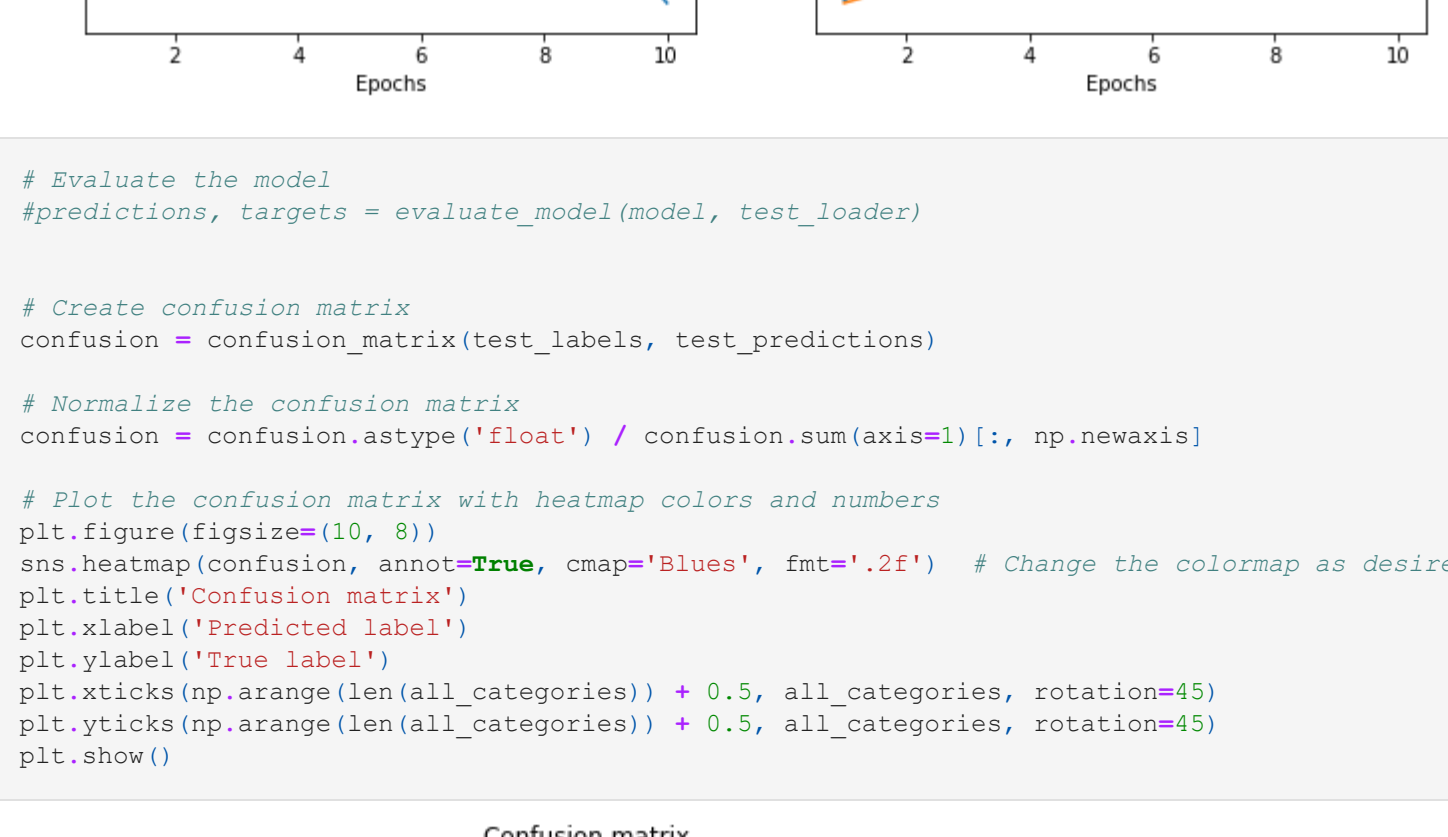 2 4 6 8 10 2 4 6 8 10
Epochs Epochs
# Evaluate the model
#predictions, targets = evaluate_model(model, test_loader)
# Create confusion matrix
confusion = confusion_matrix(test_labels, test_predictions)
# Normalize the confusion matrix
confusion = confusion.astype('float') / confusion.sum(axis=1)[:, np.newaxis]
# Plot the confusion matrix with heatmap colors and numbers
plt.figure(figsize=(10, 8))
sns.heatmap(confusion, annot=True, cmap='Blues', fmt='.2f')  # Change the colormap as desire
plt.title('Confusion matrix')
plt.xlabel('Predicted label')
plt.ylabel('True label')
plt.xticks(np.arange(len(all_categories)) + 0.5, all_categories, rotation=45)
plt.yticks(np.arange(len(all_categories)) + 0.5, all_categories, rotation=45)
plt.show()
Confusion matrix